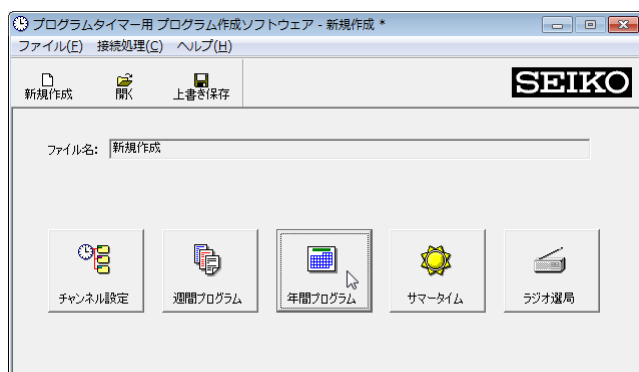 プログラムタイマー用 プログラム作成ソフトウェア - 新規作成 *
ファイル(F) 接続処理(C) ヘルプ(H)
新規作成 開く 上書き保存
SEIKO
ファイル名: 新規作成
チャンネル設定 週間プログラム 年間プログラム サマータイム ラジオ選局